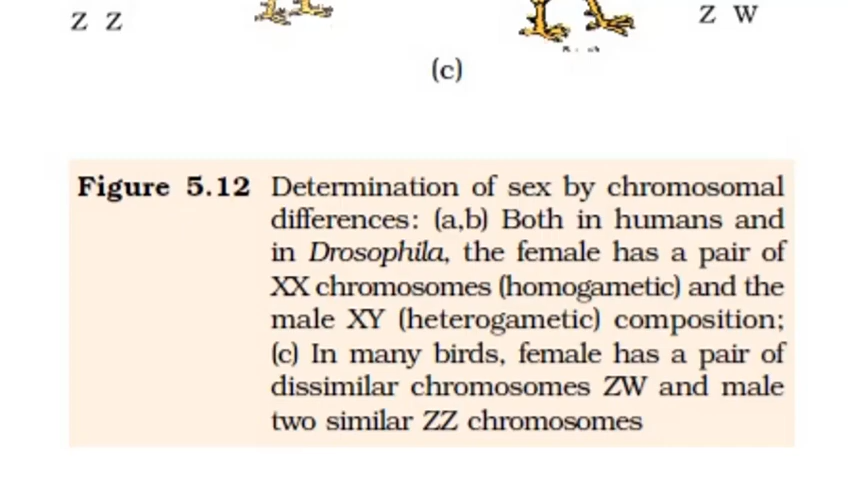 Z Z
Z W
(c)
Figure 5.12 Determination of sex by chromosomal
differences: (a,b) Both in humans and
in Drosophila, the female has a pair of
XX chromosomes (homogametic) and the
male XY (heterogametic) composition;
(c) In many birds, female has a pair of
dissimilar chromosomes ZW and male
two similar ZZ chromosomes